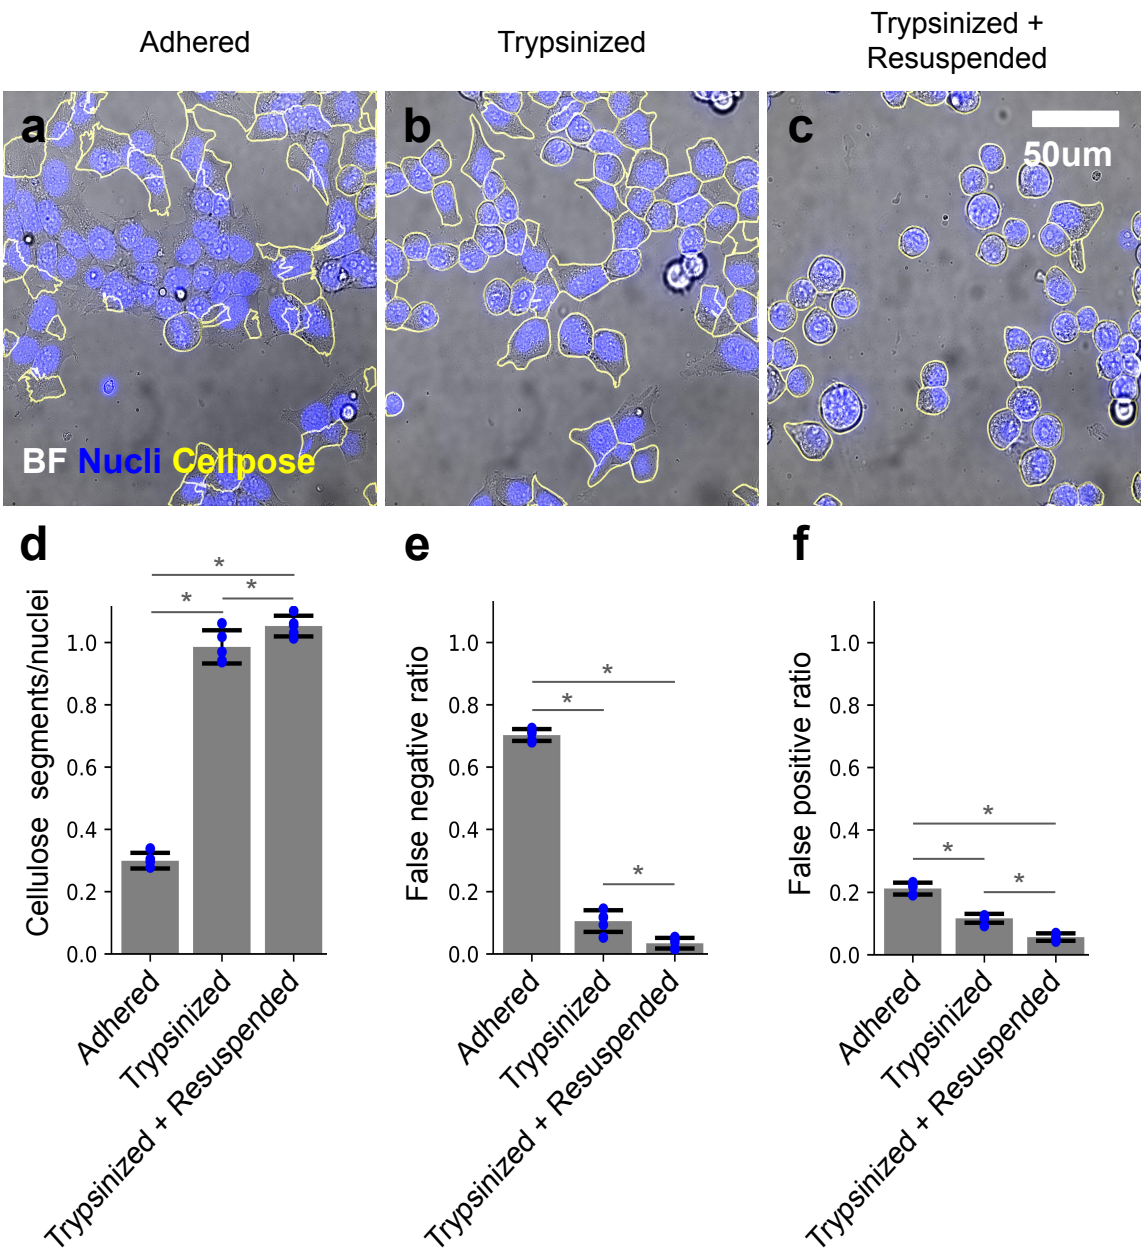 Adhered
Trypsinized
Trypsinized +
Resuspended
a
b
c
50um
BF Nucli Cellpose
d
e
f
Cellulose segments/nuclei
1.0
0.8
0.6
0.4
0.2
0.0
*
*
*
Adhered
Trypsinized
Trypsinized + Resuspended
False negative ratio
1.0
0.8
0.6
0.4
0.2
0.0
*
*
*
Adhered
Trypsinized
Trypsinized + Resuspended
False positive ratio
1.0
0.8
0.6
0.4
0.2
0.0
*
*
*
Adhered
Trypsinized
Trypsinized + Resuspended